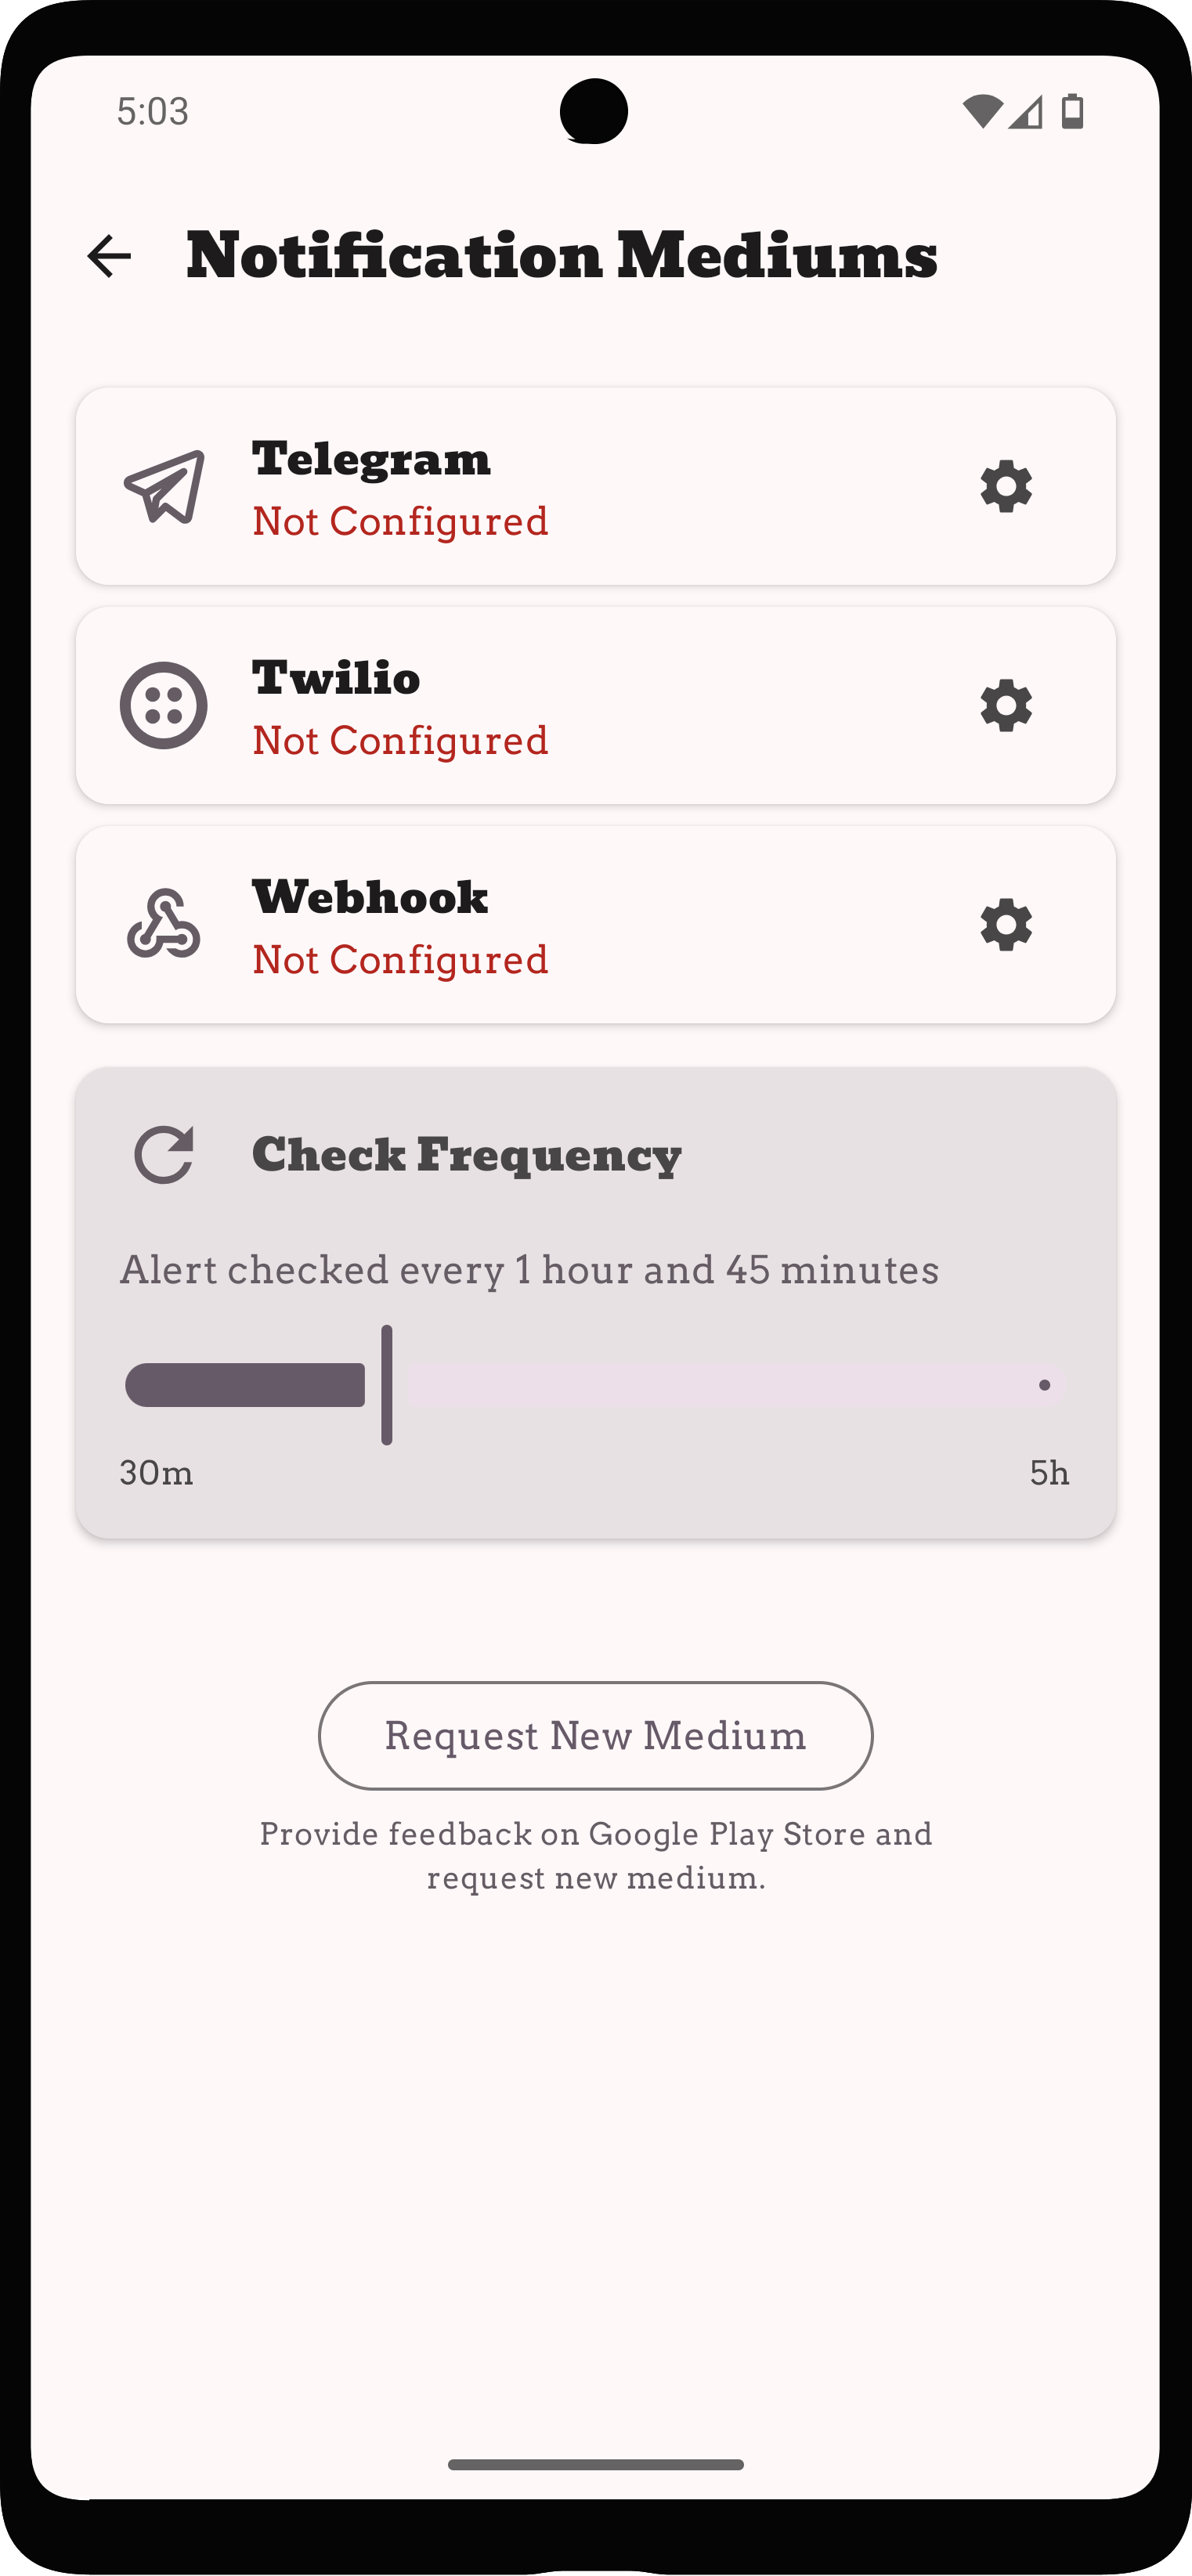 5:03
Notification Mediums
Telegram
Not Configured
Twilio
Not Configured
Webhook
Not Configured
Check Frequency
Alert checked every 1 hour and 45 minutes
30m 5h
Request New Medium
Provide feedback on Google Play Store and
request new medium.